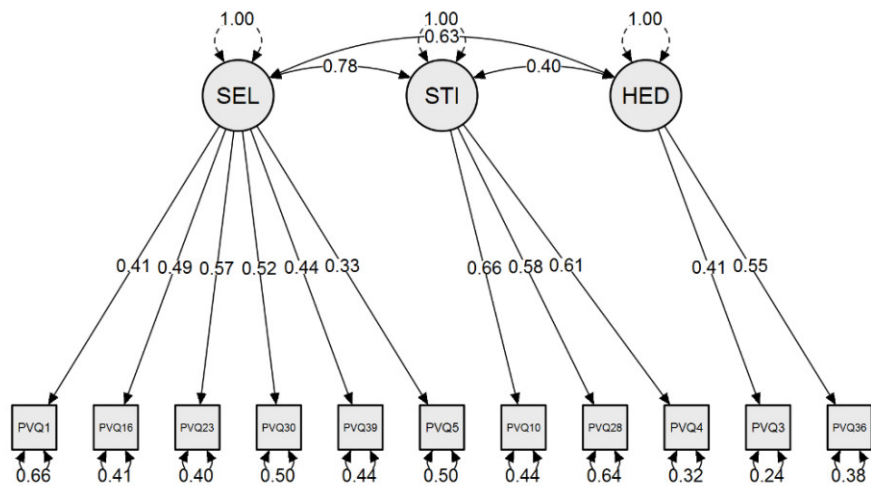 1.00 1.00 1.00
0.63
0.78 0.40
SEL STI HED
0.41 0.49 0.57 0.52 0.44 0.33 0.66 0.58 0.61 0.41 0.55
PVQ1 PVQ16 PVQ23 PVQ30 PVQ39 PVQ5 PVQ10 PVQ28 PVQ4 PVQ3 PVQ36
0.66 0.41 0.40 0.50 0.44 0.50 0.44 0.64 0.32 0.24 0.38